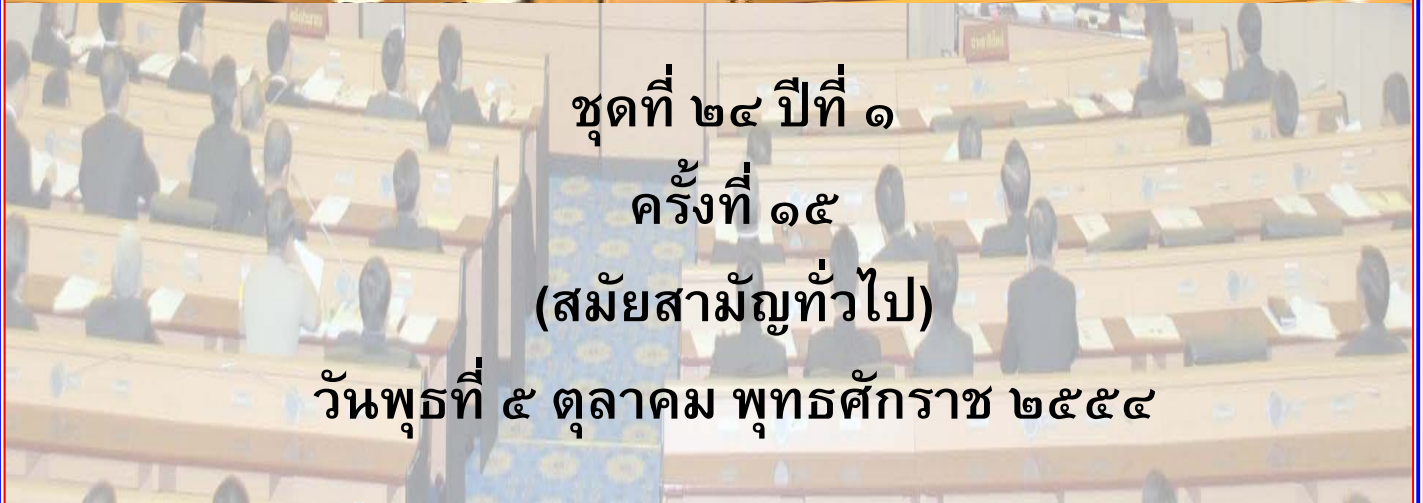 ชุดที่ ๒๔ ปีที่ ๑
ครั้งที่ ๑๕
(สมัยสามัญทั่วไป)
วันพุธที่ ๕ ตุลาคม พุทธศักราช ๒๕๕๔